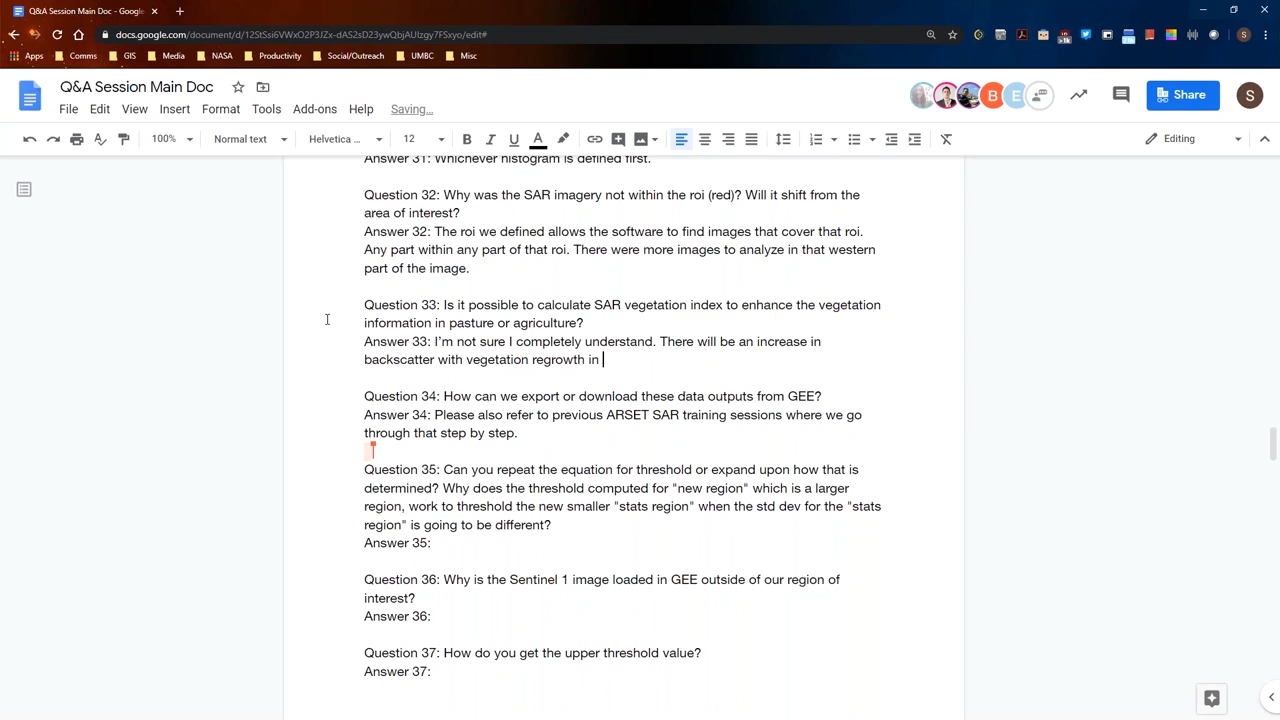 Q&A Session Main Doc - Google
docs.google.com/document/d/12StSsi6VWxO2P3JZx-dAS2sD23ywQbjAUIzgy7FSxyo/edit#
Apps Comms GIS Media NASA Productivity Social/Outreach UMBC Misc
Q&A Session Main Doc
File Edit View Insert Format Tools Add-ons Help Saving...
B E Share S
100% Normal text Helvetica ... 12 B I U A Editing
Answer 31: Whichever histogram is defined first.
Question 32: Why was the SAR imagery not within the roi (red)? Will it shift from the
area of interest?
Answer 32: The roi we defined allows the software to find images that cover that roi.
Any part within any part of that roi. There were more images to analyze in that western
part of the image.
Question 33: Is it possible to calculate SAR vegetation index to enhance the vegetation
information in pasture or agriculture?
Answer 33: I'm not sure I completely understand. There will be an increase in
backscatter with vegetation regrowth in
Question 34: How can we export or download these data outputs from GEE?
Answer 34: Please also refer to previous ARSET SAR training sessions where we go
through that step by step.
Question 35: Can you repeat the equation for threshold or expand upon how that is
determined? Why does the threshold computed for "new region" which is a larger
region, work to threshold the new smaller "stats region" when the std dev for the "stats
region" is going to be different?
Answer 35:
Question 36: Why is the Sentinel 1 image loaded in GEE outside of our region of
interest?
Answer 36:
Question 37: How do you get the upper threshold value?
Answer 37: